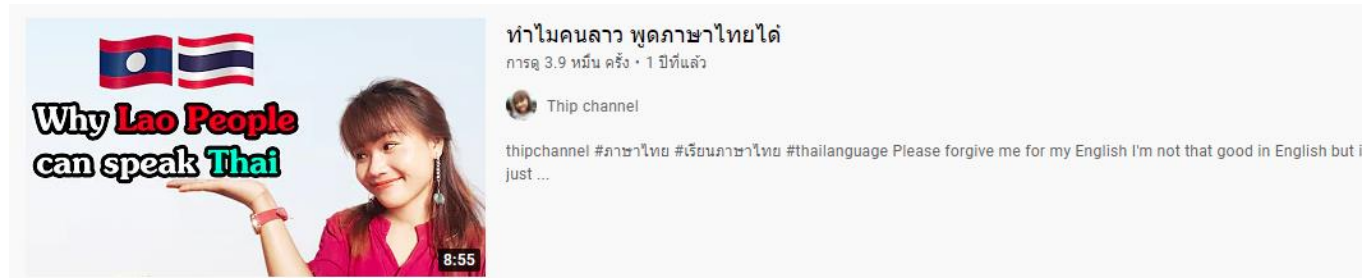 Why Lao People
can speak Thai
8:55
ทำไมคนลาว พูดภาษาไทยได้
การดู 3.9 หมื่น ครั้ง • 1 ปีที่แล้ว
Thip channel
thipchannel #ภาษาไทย #เรียนภาษาไทย #thailanguage Please forgive me for my English I'm not that good in English but i
just ...